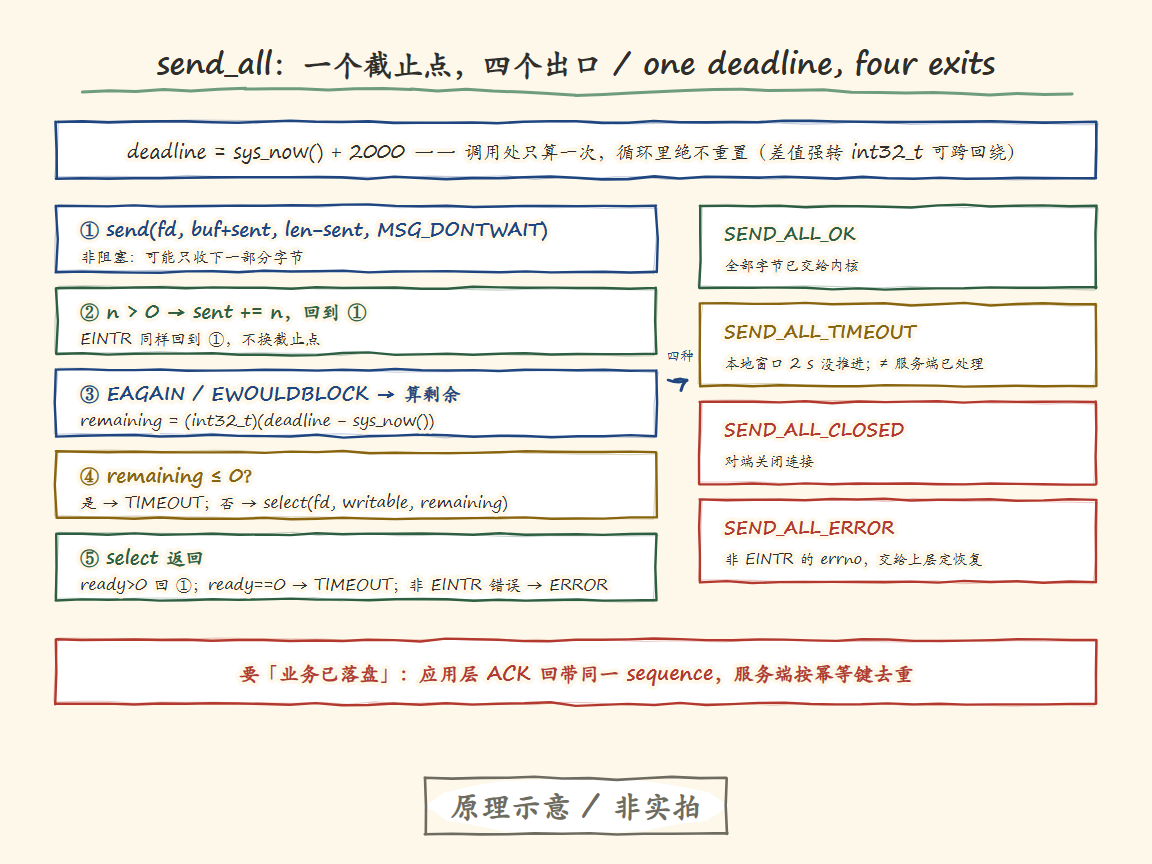 send_all：一个截止点，四个出口 / one deadline, four exits
deadline = sys_now() + 2000 —— 调用处只算一次，循环里绝不重置（差值强转 int32_t 可跨回绕）
① send(fd, buf+sent, len−sent, MSG_DONTWAIT)
非阻塞：可能只收下一部分字节
② n > 0 → sent += n，回到 ①
EINTR 同样回到 ①，不换截止点
③ EAGAIN / EWOULDBLOCK → 算剩余
remaining = (int32_t)(deadline − sys_now())
④ remaining ≤ 0?
是 → TIMEOUT；否 → select(fd, writable, remaining)
⑤ select 返回
ready>0 回 ①；ready==0 → TIMEOUT；非 EINTR 错误 → ERROR
四种
SEND_ALL_OK
全部字节已交给内核
SEND_ALL_TIMEOUT
本地窗口 2 s 没推进；≠ 服务端已处理
SEND_ALL_CLOSED
对端关闭连接
SEND_ALL_ERROR
非 EINTR 的 errno，交给上层定恢复
要「业务已落盘」：应用层 ACK 回带同一 sequence，服务端按幂等键去重
原理示意 / 非实拍